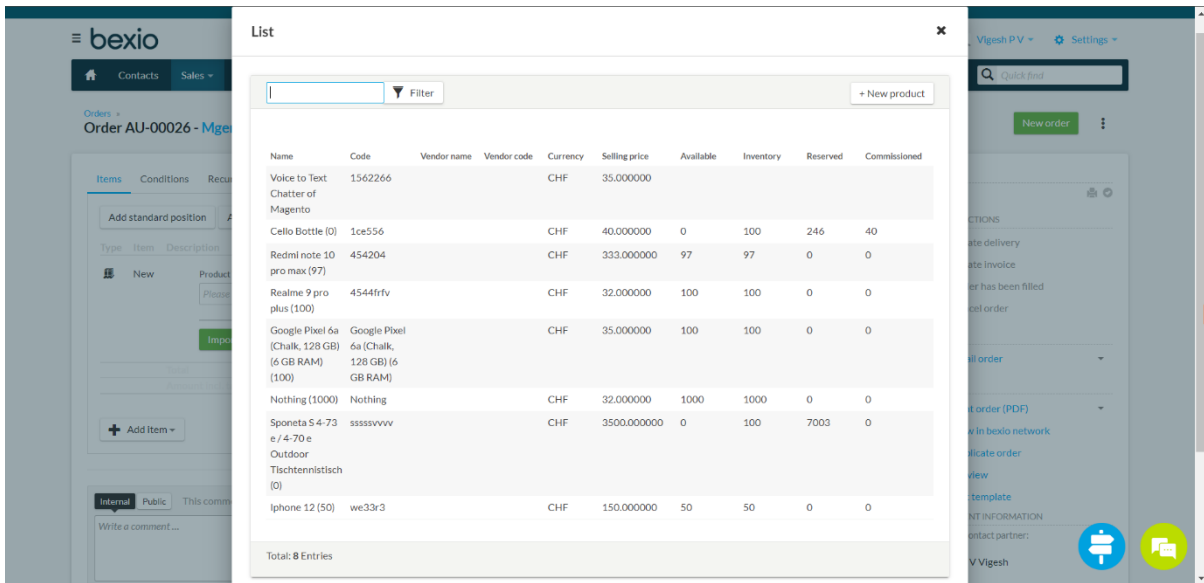 ≡ bexio
Vigesh P V
Settings
Contacts
Sales
Quick find
Orders
Order AU-00026 - Mge
New order
Items
Conditions
Recu
Add standard position
A
Type Item Description
New
Product
Please
Impo
Add item
Internal
Public
This comm
Write a comment ...
List
Filter
+ New product
Name Code Vendor name Vendor code Currency Selling price Available Inventory Reserved Commissioned
Voice to Text 1562266 CHF 35.000000
Chatter of
Magento
Cello Bottle (0) 1ce556 CHF 40.000000 0 100 246 40
Redmi note 10 454204 CHF 333.000000 97 97 0 0
pro max (97)
Realme 9 pro 4544frfv CHF 32.000000 100 100 0 0
plus (100)
Google Pixel 6a Google Pixel CHF 35.000000 100 100 0 0
(Chalk, 128 GB) 6a (Chalk,
(6 GB RAM) 128 GB) (6
(100) GB RAM)
Nothing (1000) Nothing CHF 32.000000 1000 1000 0 0
Sponeta S 4-73 sssssvvvv CHF 3500.000000 0 100 7003 0
e / 4-70 e
Outdoor
Tischtennistisch
(0)
Iphone 12 (50) we33r3 CHF 150.000000 50 50 0 0
Total: 8 Entries
CTIONS
ate delivery
ate invoice
er has been filled
cel order
ail order
t order (PDF)
w in bexio network
plicate order
view
template
NT INFORMATION
ontact partner:
V Vigesh